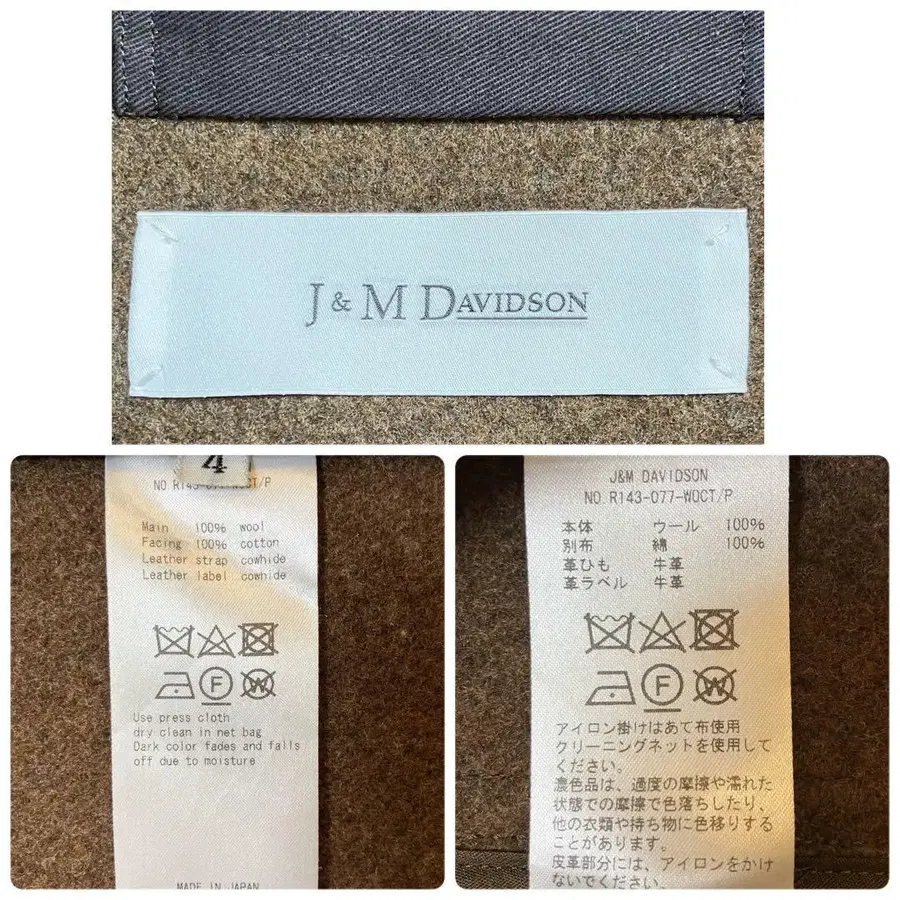 J & M DAVIDSON
4
NO.R143-077-WOCT/P
Main 100% wool
Facing 100% cotton
Leather strap cowhide
Leather label cowhide
F W
Use press cloth
dry clean in net bag
Dark color fades and falls
off due to moisture
MADE IN JAPAN
J&M DAVIDSON
NO.R143-077-WOCT/P
本体 ウール 100%
別布 綿 100%
革ひも 牛革
革ラベル 牛革
F W
アイロン掛けはあて布使用
クリーニングネットを使用して
ください。
濃色品は、過度の摩擦や濡れた
状態での摩擦で色落ちしたり、
他の衣類や持ち物に色移りする
ことがあります。
皮革部分には、アイロンをかけ
ないでください。